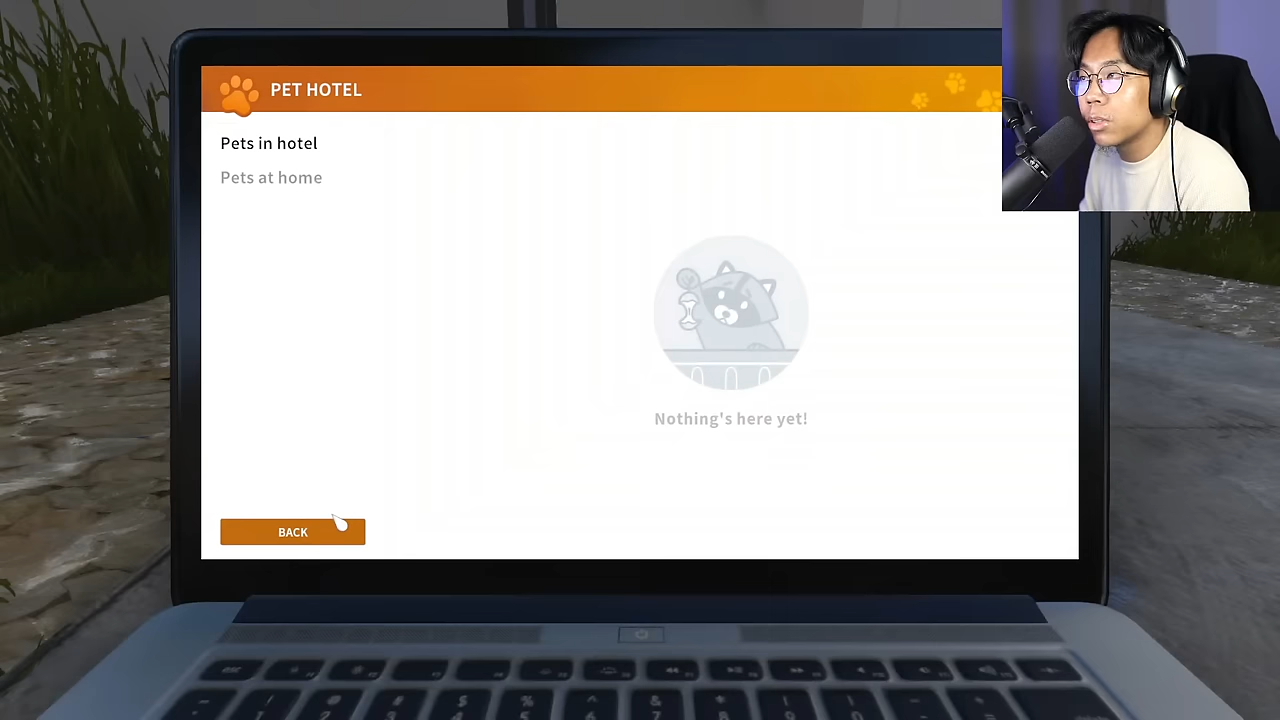 PET HOTEL
Pets in hotel
Pets at home
Nothing's here yet!
BACK